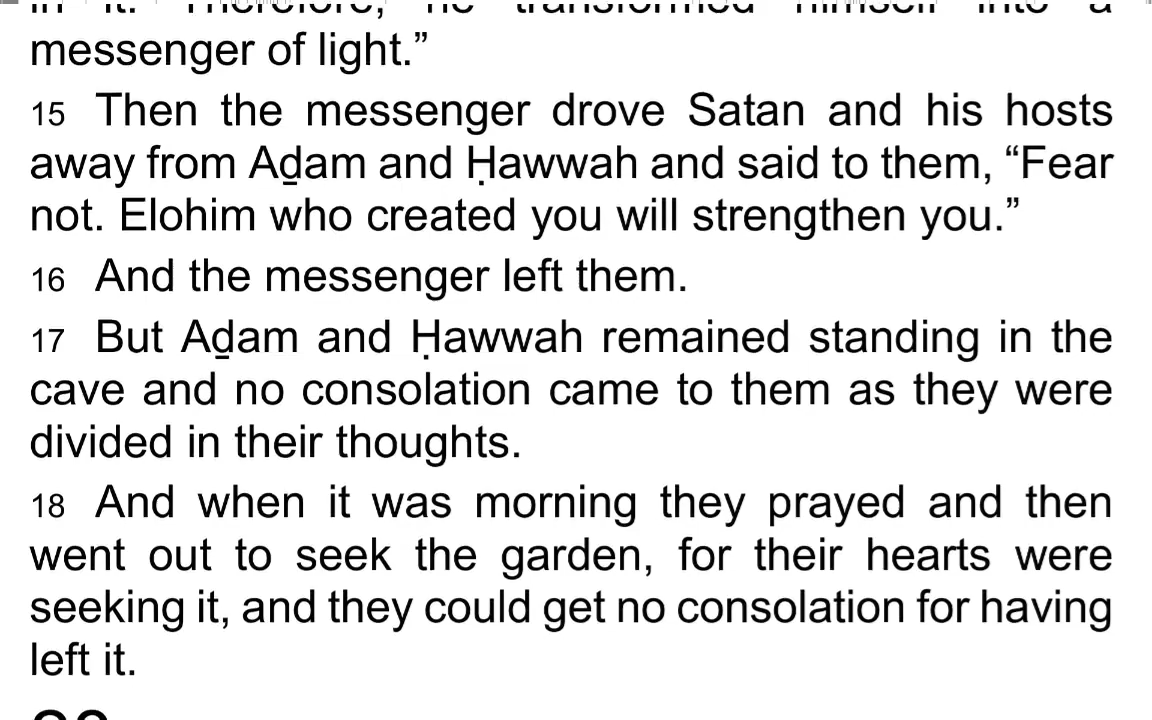 messenger of light.”
15 Then the messenger drove Satan and his hosts
away from Aḏam and Ḥawwah and said to them, “Fear
not. Elohim who created you will strengthen you.”
16 And the messenger left them.
17 But Aḏam and Ḥawwah remained standing in the
cave and no consolation came to them as they were
divided in their thoughts.
18 And when it was morning they prayed and then
went out to seek the garden, for their hearts were
seeking it, and they could get no consolation for having
left it.